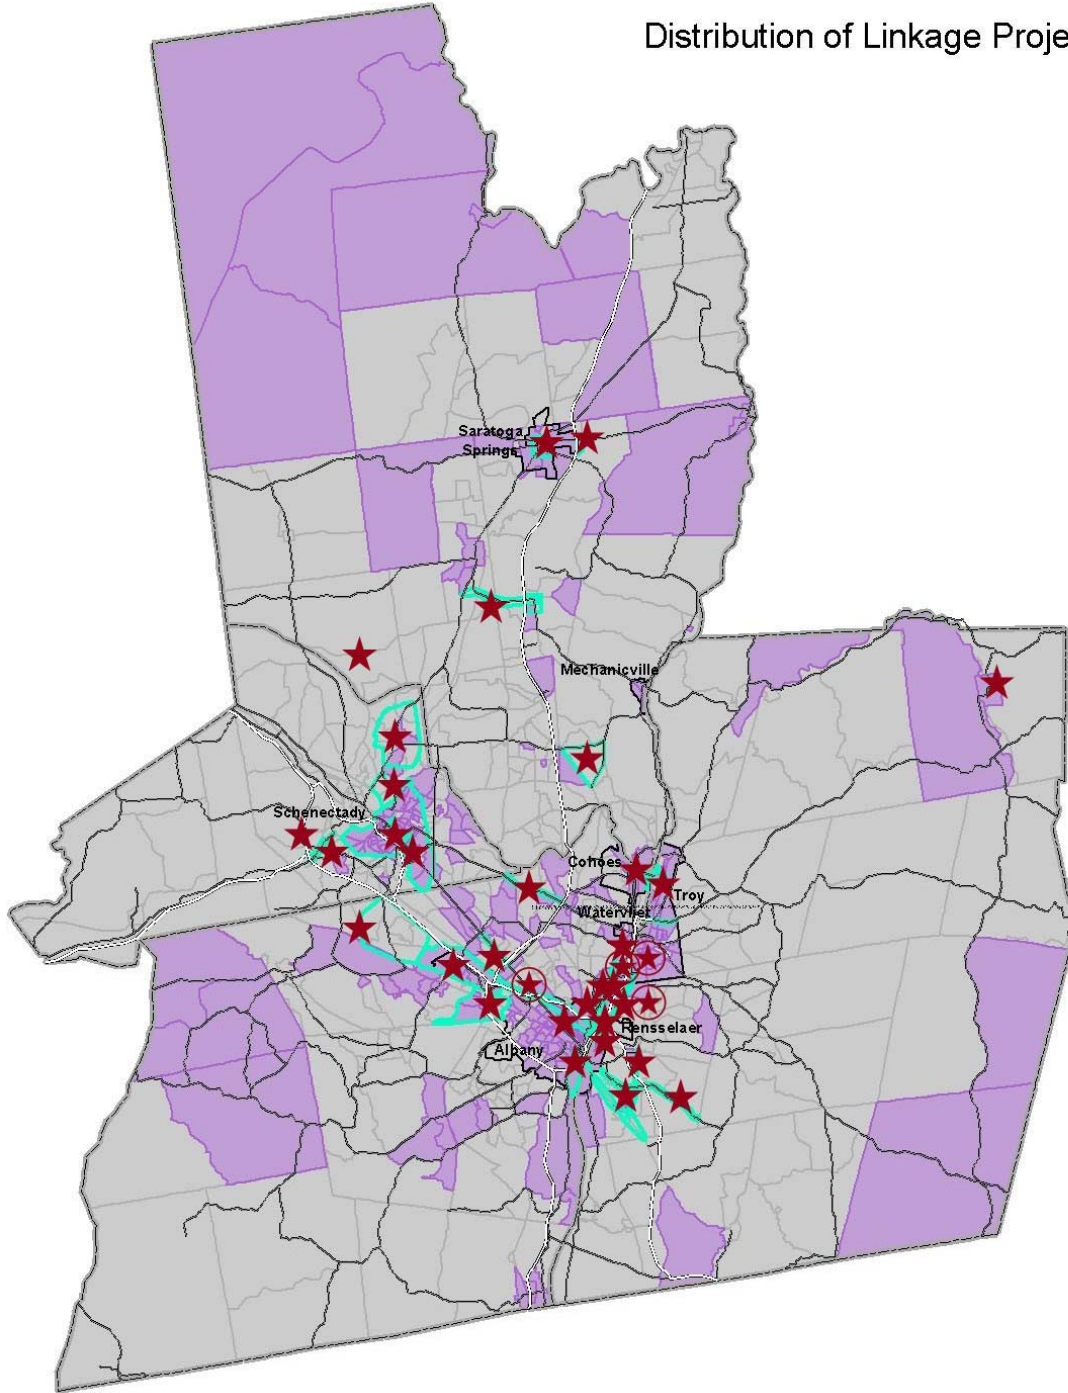 Distribution of Linkage Proje
Saratoga
Springs
Mechanicville
Schenectady
Cohoes
Troy
Watervliet
Rensselaer
Albany